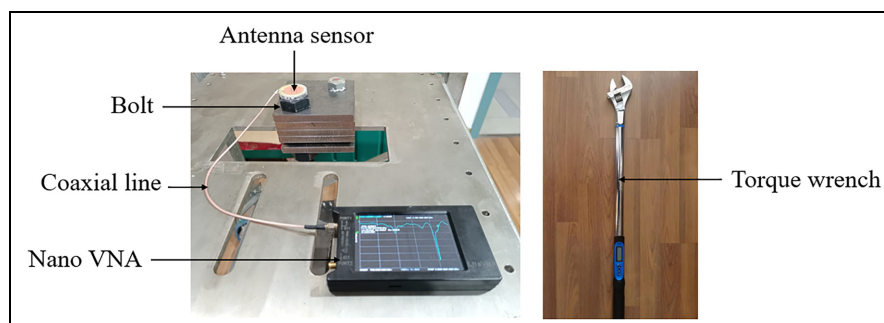 Antenna sensor
Bolt
Coaxial line
Nano VNA
Torque wrench